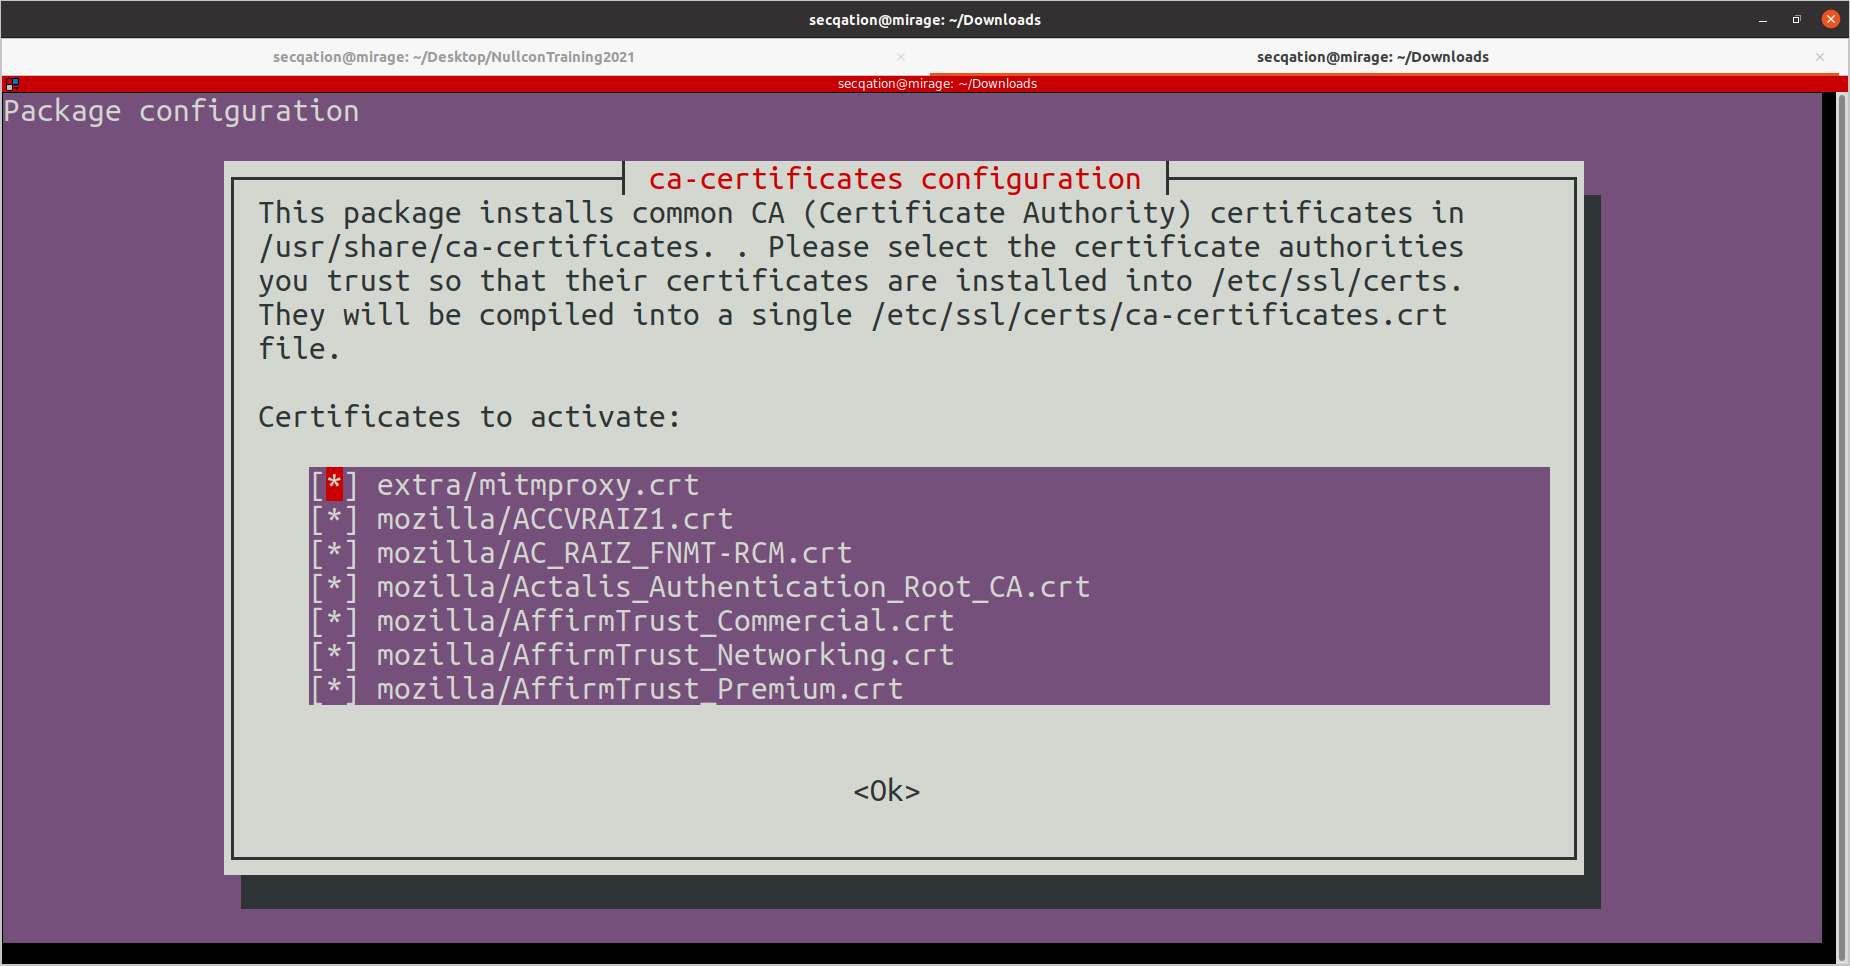 secqation@mirage: ~/Downloads
secqation@mirage: ~/Desktop/NullconTraining2021
secqation@mirage: ~/Downloads
secqation@mirage: ~/Downloads
Package configuration
ca-certificates configuration
This package installs common CA (Certificate Authority) certificates in
/usr/share/ca-certificates. . Please select the certificate authorities
you trust so that their certificates are installed into /etc/ssl/certs.
They will be compiled into a single /etc/ssl/certs/ca-certificates.crt
file.
Certificates to activate:
[*] extra/mitmproxy.crt
[*] mozilla/ACCVRAIZ1.crt
[*] mozilla/AC_RAIZ_FNMT-RCM.crt
[*] mozilla/Actalis_Authentication_Root_CA.crt
[*] mozilla/AffirmTrust_Commercial.crt
[*] mozilla/AffirmTrust_Networking.crt
[*] mozilla/AffirmTrust_Premium.crt
<Ok>